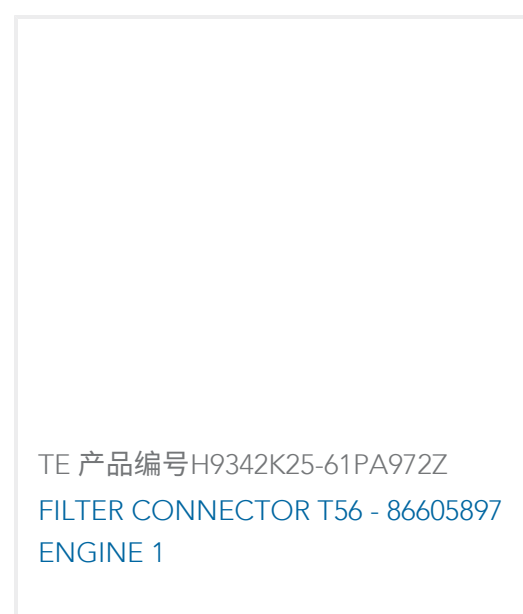 TE 产品编号H9342K25-61PA972Z
FILTER CONNECTOR T56 - 86605897
ENGINE 1